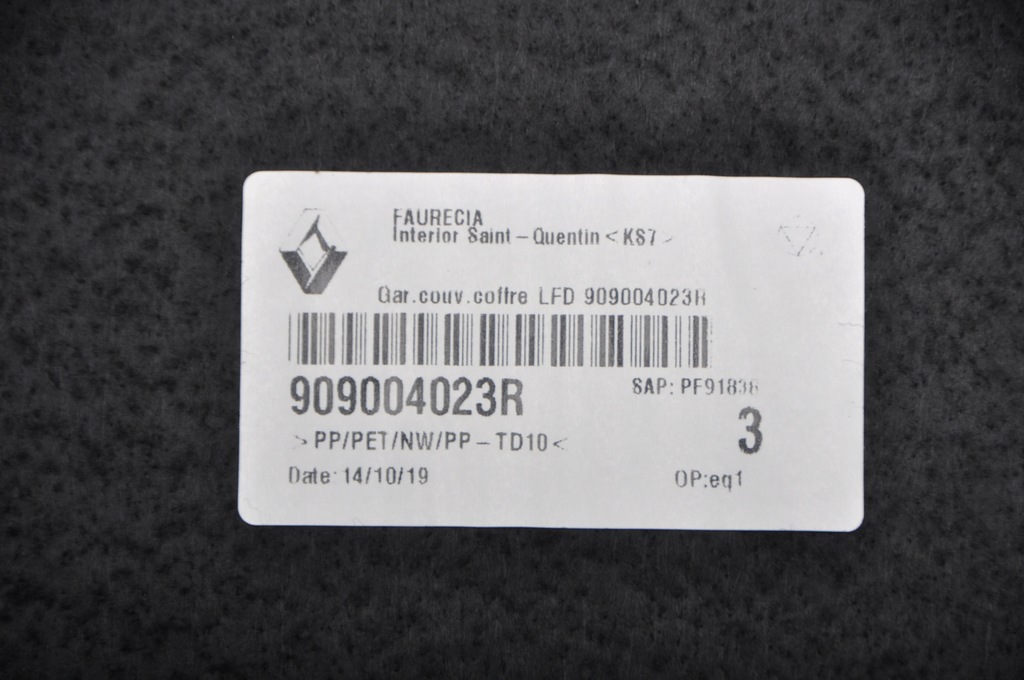 FAURECIA
Interior Saint-Quentin <KS7>
Gar.couv.coffre LFD 909004023R
909004023R
SAP: PF91838
3
>PP/PET/NW/PP-TD10<
Date: 14/10/19
OP:eq1